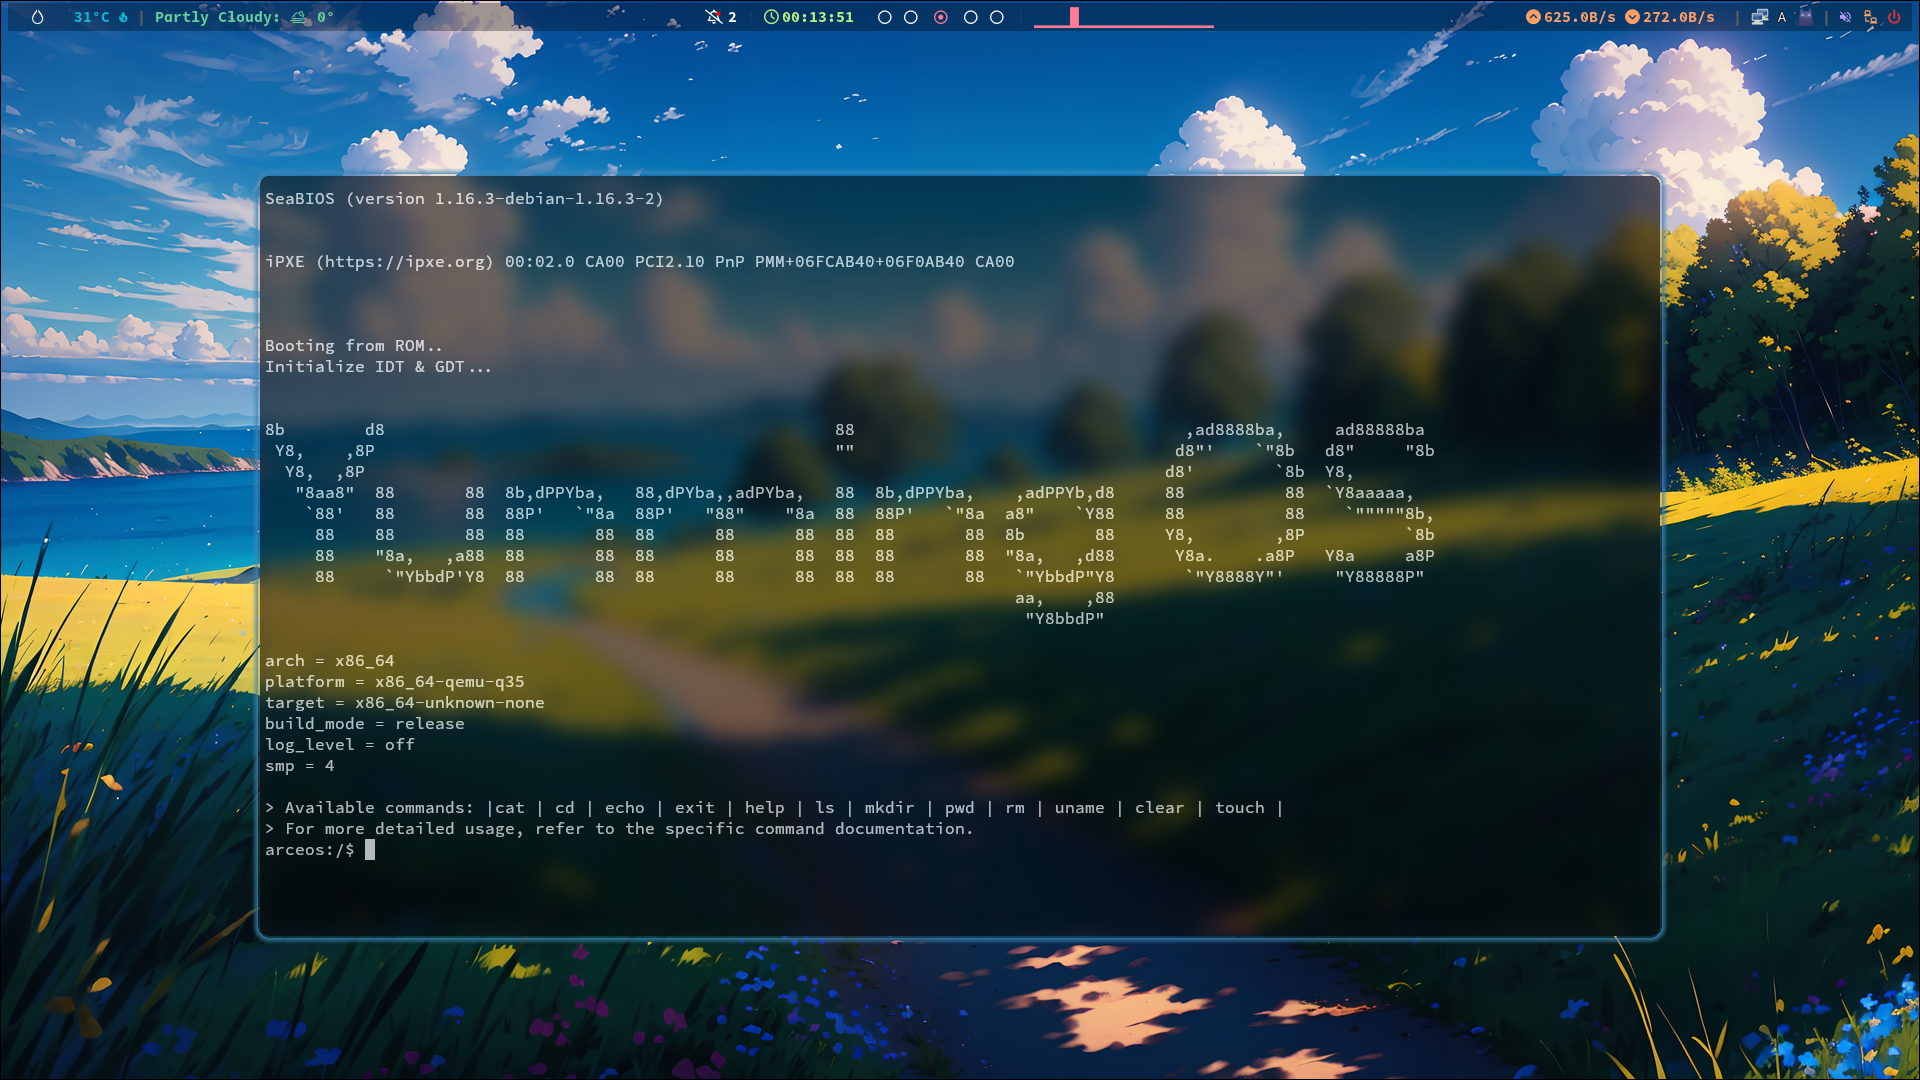 31°C | Partly Cloudy: 0° 2 00:13:51 625.0B/s 272.0B/s | A |
SeaBIOS (version 1.16.3-debian-1.16.3-2)
iPXE (https://ipxe.org) 00:02.0 CA00 PCI2.10 PnP PMM+06FCAB40+06F0AB40 CA00
Booting from ROM..
Initialize IDT & GDT...
8b        d8                                              88                                 ,ad8888ba,     ad88888ba
 Y8,    ,8P                                               ""                                d8"'    `"8b   d8"     "8b
  Y8,  ,8P                                                                                d8'        `8b  Y8,
   "8aa8"  88       88  8b,dPPYba,   88,dPYba,,adPYba,   88  8b,dPPYba,    ,adPPYb,d8     88          88  `Y8aaaaa,
    `88'   88       88  88P'   `"8a  88P'   "88"    "8a  88  88P'   `"8a  a8"    `Y88     88          88    `"""""8b,
     88    88       88  88       88  88      88      88  88  88       88  8b       88     Y8,        ,8P          `8b
     88    "8a,   ,a88  88       88  88      88      88  88  88       88  "8a,   ,d88      Y8a.    .a8P   Y8a     a8P
     88     `"YbbdP'Y8  88       88  88      88      88  88  88       88   `"YbbdP"Y8       `"Y8888Y"'     "Y88888P"
                                                                           aa,    ,88
                                                                            "Y8bbdP"
arch = x86_64
platform = x86_64-qemu-q35
target = x86_64-unknown-none
build_mode = release
log_level = off
smp = 4
> Available commands: |cat | cd | echo | exit | help | ls | mkdir | pwd | rm | uname | clear | touch |
> For more detailed usage, refer to the specific command documentation.
arceos:/$